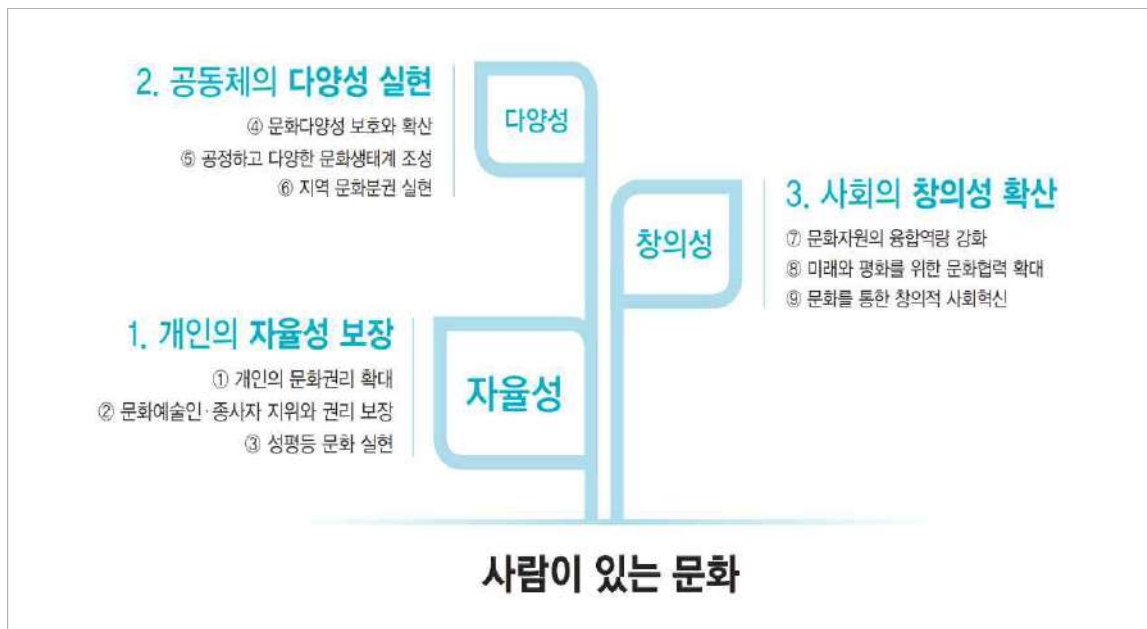 2. 공동체의 다양성 실현
④ 문화다양성 보호와 확산
⑤ 공정하고 다양한 문화생태계 조성
⑥ 지역 문화분권 실현
다양성
창의성
3. 사회의 창의성 확산
⑦ 문화자원의 융합역량 강화
⑧ 미래와 평화를 위한 문화협력 확대
⑨ 문화를 통한 창의적 사회혁신
1. 개인의 자율성 보장
① 개인의 문화권리 확대
② 문화예술인·종사자 지위와 권리 보장
③ 성평등 문화 실현
자율성
사람이 있는 문화